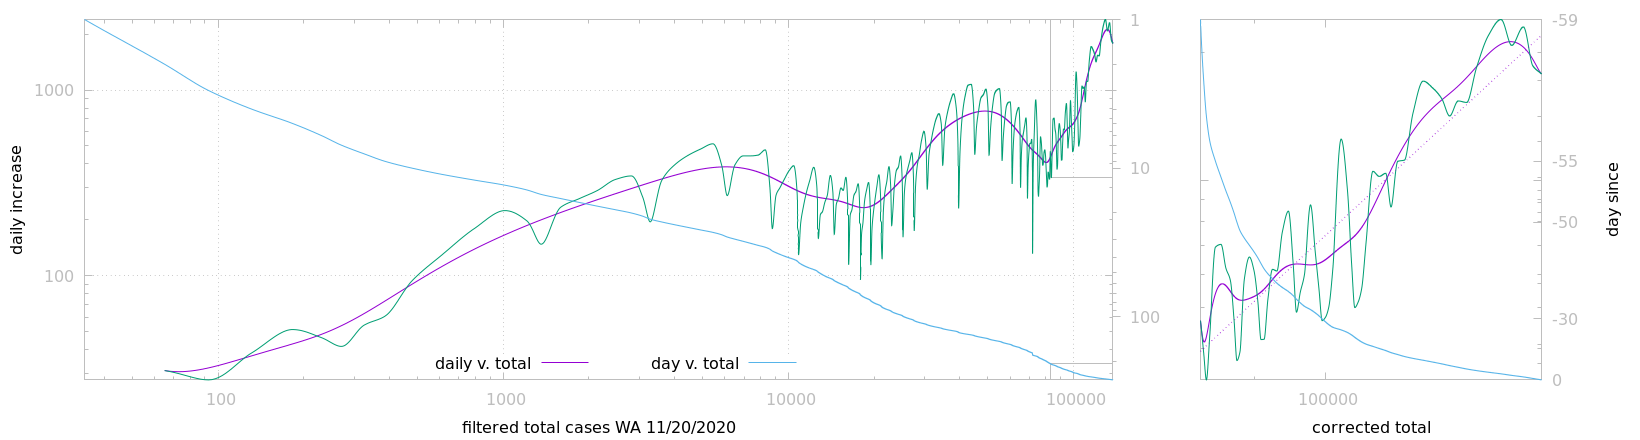 1
-59
1000
10
-55
daily increase
day since
-50
100
100
-30
daily v. total
day v. total
0
100
1000
10000
100000
100000
filtered total cases WA 11/20/2020
corrected total